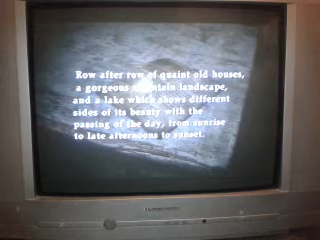 Row after row of quaint old houses,
a gorgeous mountain landscape,
and a lake which shows different
sides of its beauty with the
passing of the day, from sunrise
to late afternoons to sunset.